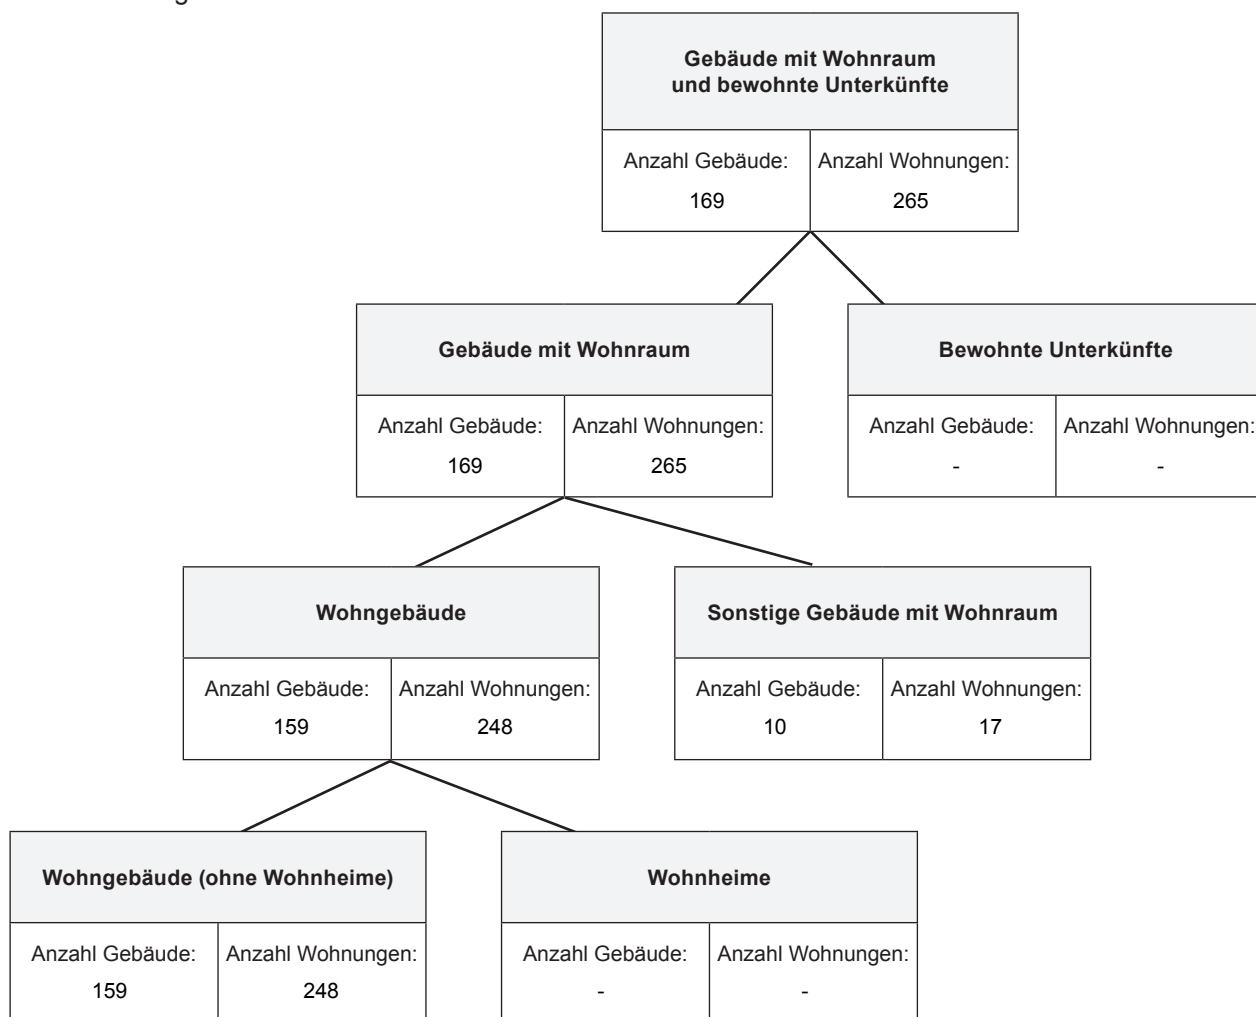 Gebäude mit Wohnraum
und bewohnte Unterkünfte
Anzahl Gebäude: Anzahl Wohnungen:
169 265
Gebäude mit Wohnraum
Bewohnte Unterkünfte
Anzahl Gebäude: Anzahl Wohnungen:
169 265
Anzahl Gebäude: Anzahl Wohnungen:
- -
Wohngebäude
Sonstige Gebäude mit Wohnraum
Anzahl Gebäude: Anzahl Wohnungen:
159 248
Anzahl Gebäude: Anzahl Wohnungen:
10 17
Wohngebäude (ohne Wohnheime)
Wohnheime
Anzahl Gebäude: Anzahl Wohnungen:
159 248
Anzahl Gebäude: Anzahl Wohnungen:
- -